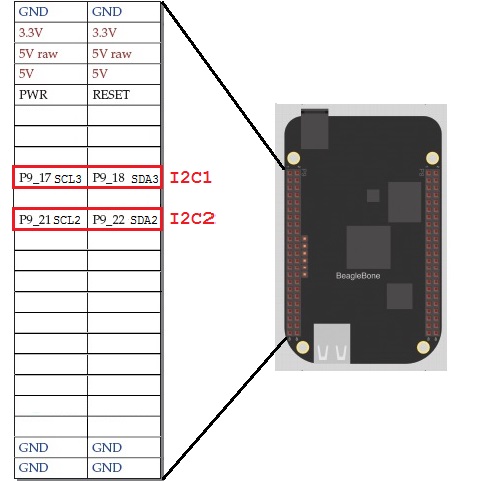 GND GND
3.3V 3.3V
5V raw 5V raw
5V 5V
PWR RESET
P9_17 SCL3 P9_18 SDA3 I2C1
P9_21 SCL2 P9_22 SDA2 I2C2
BeagleBone
GND GND
GND GND